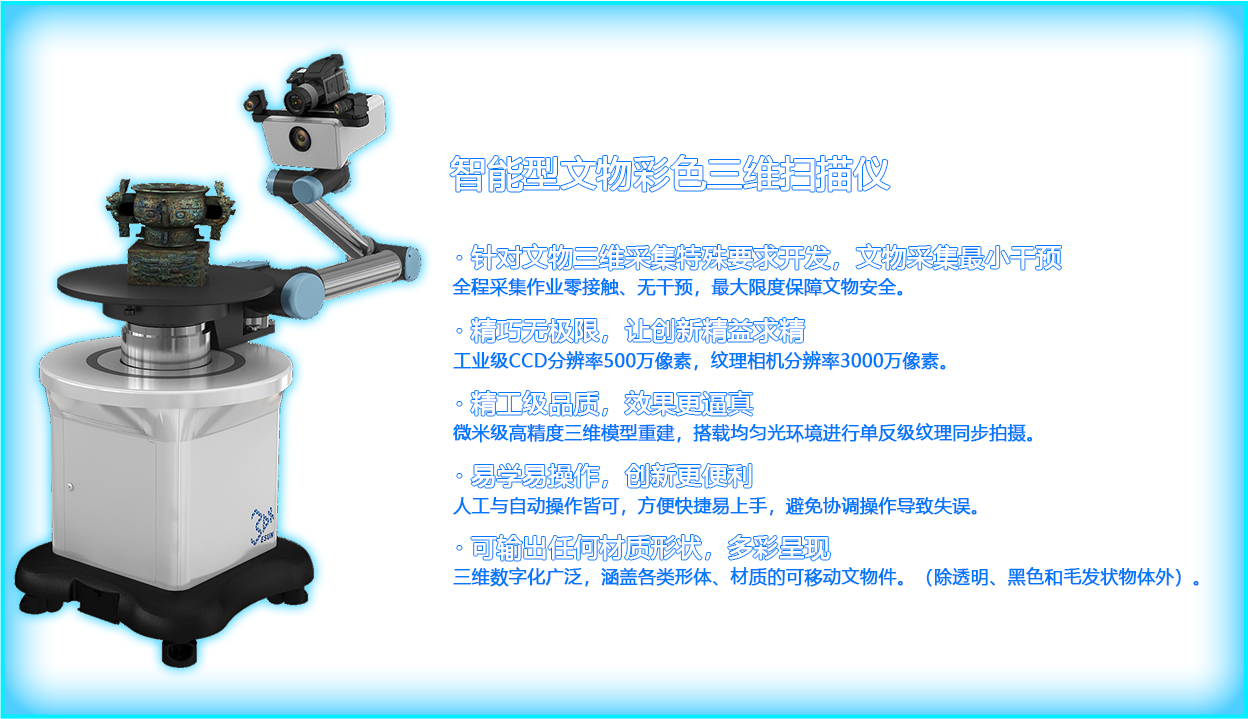 智能型文物彩色三维扫描仪
· 针对文物三维采集特殊要求开发，文物采集最小干预
全程采集作业零接触、无干预，最大限度保障文物安全。
· 精巧无极限，让创新精益求精
工业级CCD分辨率500万像素，纹理相机分辨率3000万像素。
· 精工级品质，效果更逼真
微米级高精度三维模型重建，搭载均匀光环境进行单反级纹理同步拍摄。
· 易学易操作，创新更便利
人工与自动操作皆可，方便快捷易上手，避免协调操作导致失误。
· 可输出任何材质形状，多彩呈现
三维数字化广泛，涵盖各类形体、材质的可移动文物件。（除透明、黑色和毛发状物体外）。
ESUN